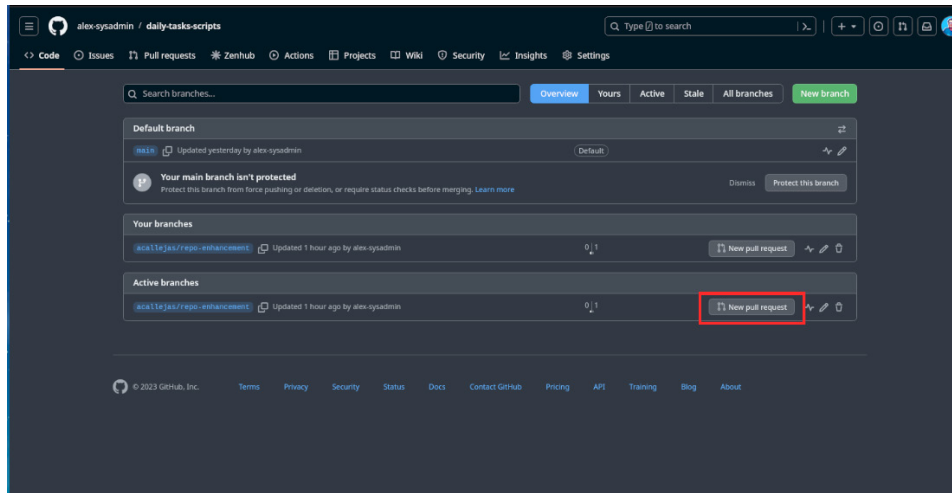 alex-sysadmin / daily-tasks-scripts
Type / to search
Code Issues Pull requests Zenhub Actions Projects Wiki Security Insights Settings
Search branches...
Overview Yours Active Stale All branches New branch
Default branch
main Updated yesterday by alex-sysadmin Default
Your main branch isn't protected
Protect this branch from force pushing or deletion, or require status checks before merging. Learn more
Dismiss Protect this branch
Your branches
acallejas/repo-enhancement Updated 1 hour ago by alex-sysadmin 0 1 New pull request
Active branches
acallejas/repo-enhancement Updated 1 hour ago by alex-sysadmin 0 1 New pull request
© 2023 GitHub, Inc. Terms Privacy Security Status Docs Contact GitHub Pricing API Training Blog About